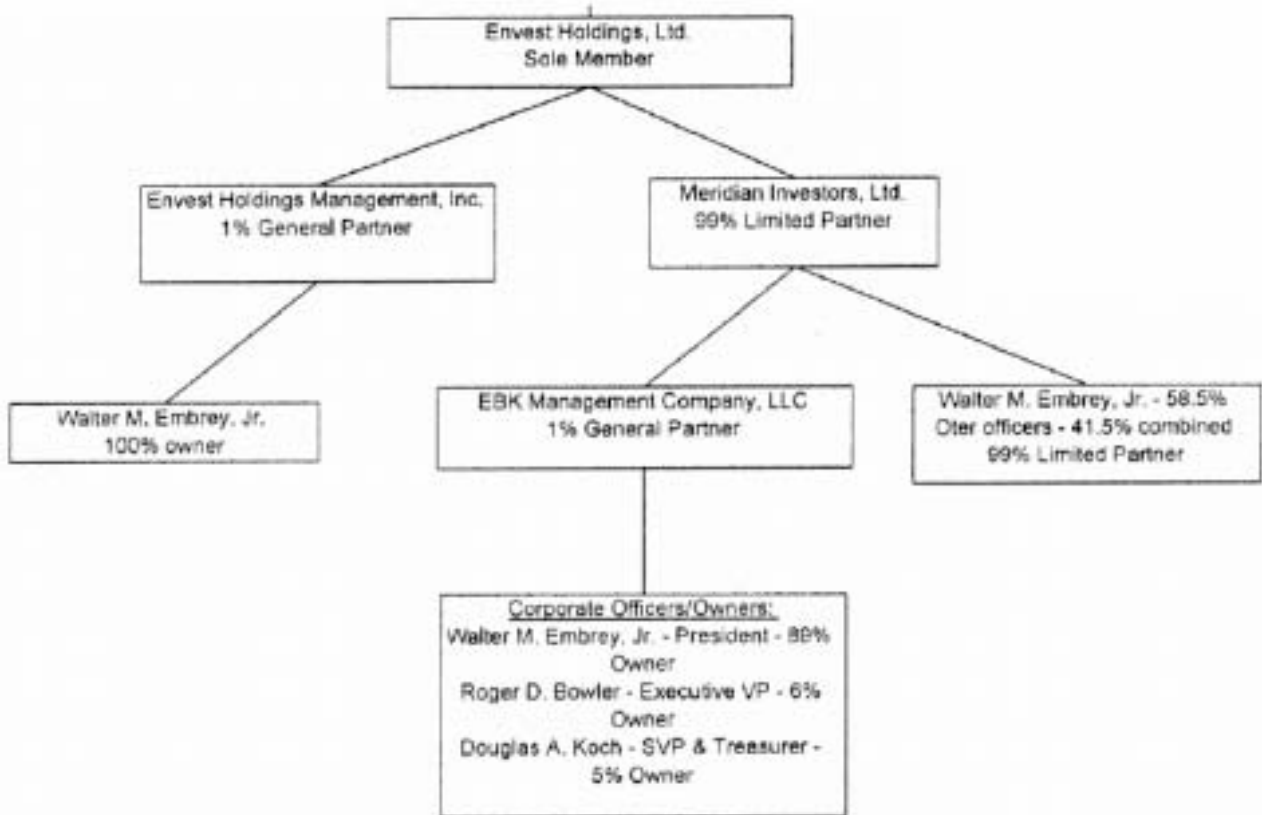 Envest Holdings, Ltd.
Sole Member
Envest Holdings Management, Inc.
1% General Partner
Meridian Investors, Ltd.
99% Limited Partner
Walter M. Embrey, Jr.
100% owner
EBK Management Company, LLC
1% General Partner
Walter M. Embrey, Jr. - 58.5%
Oter officers - 41.5% combined
99% Limited Partner
Corporate Officers/Owners:
Walter M. Embrey, Jr. - President - 89%
Owner
Roger D. Bowler - Executive VP - 6%
Owner
Douglas A. Koch - SVP & Treasurer -
5% Owner